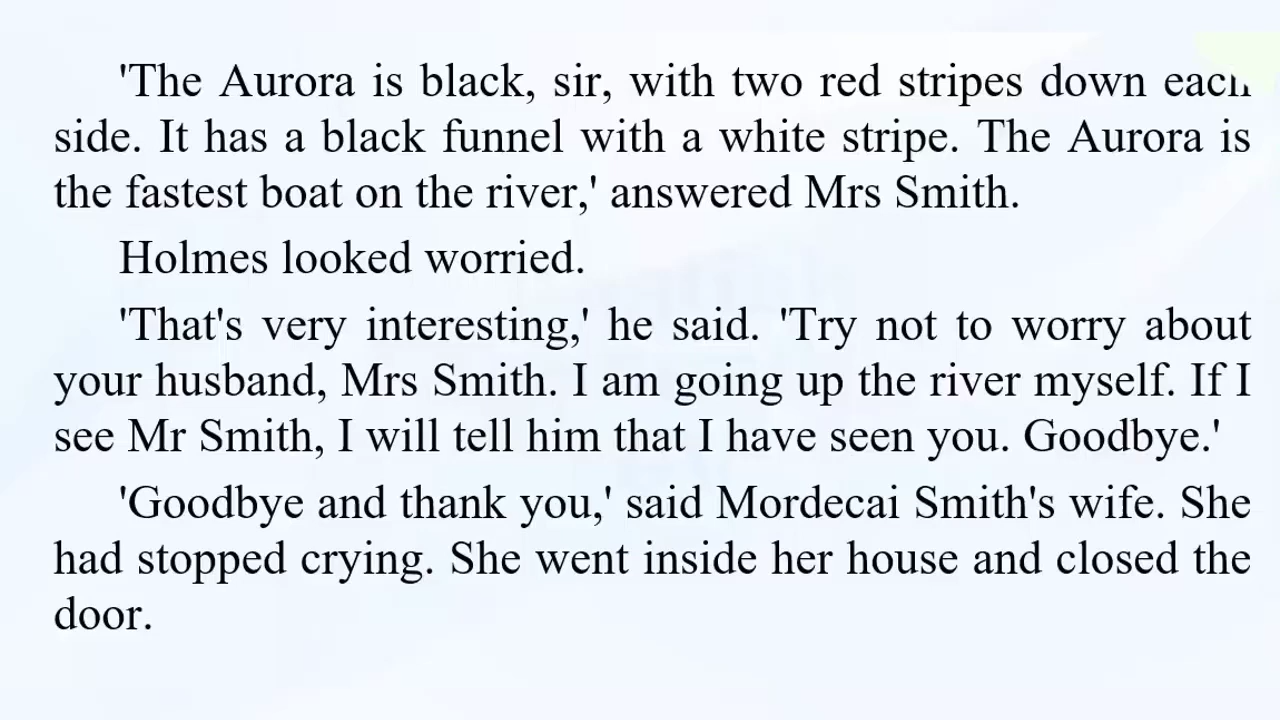 'The Aurora is black, sir, with two red stripes down each
side. It has a black funnel with a white stripe. The Aurora is
the fastest boat on the river,' answered Mrs Smith.
Holmes looked worried.
'That's very interesting,' he said. 'Try not to worry about
your husband, Mrs Smith. I am going up the river myself. If I
see Mr Smith, I will tell him that I have seen you. Goodbye.'
'Goodbye and thank you,' said Mordecai Smith's wife. She
had stopped crying. She went inside her house and closed the
door.